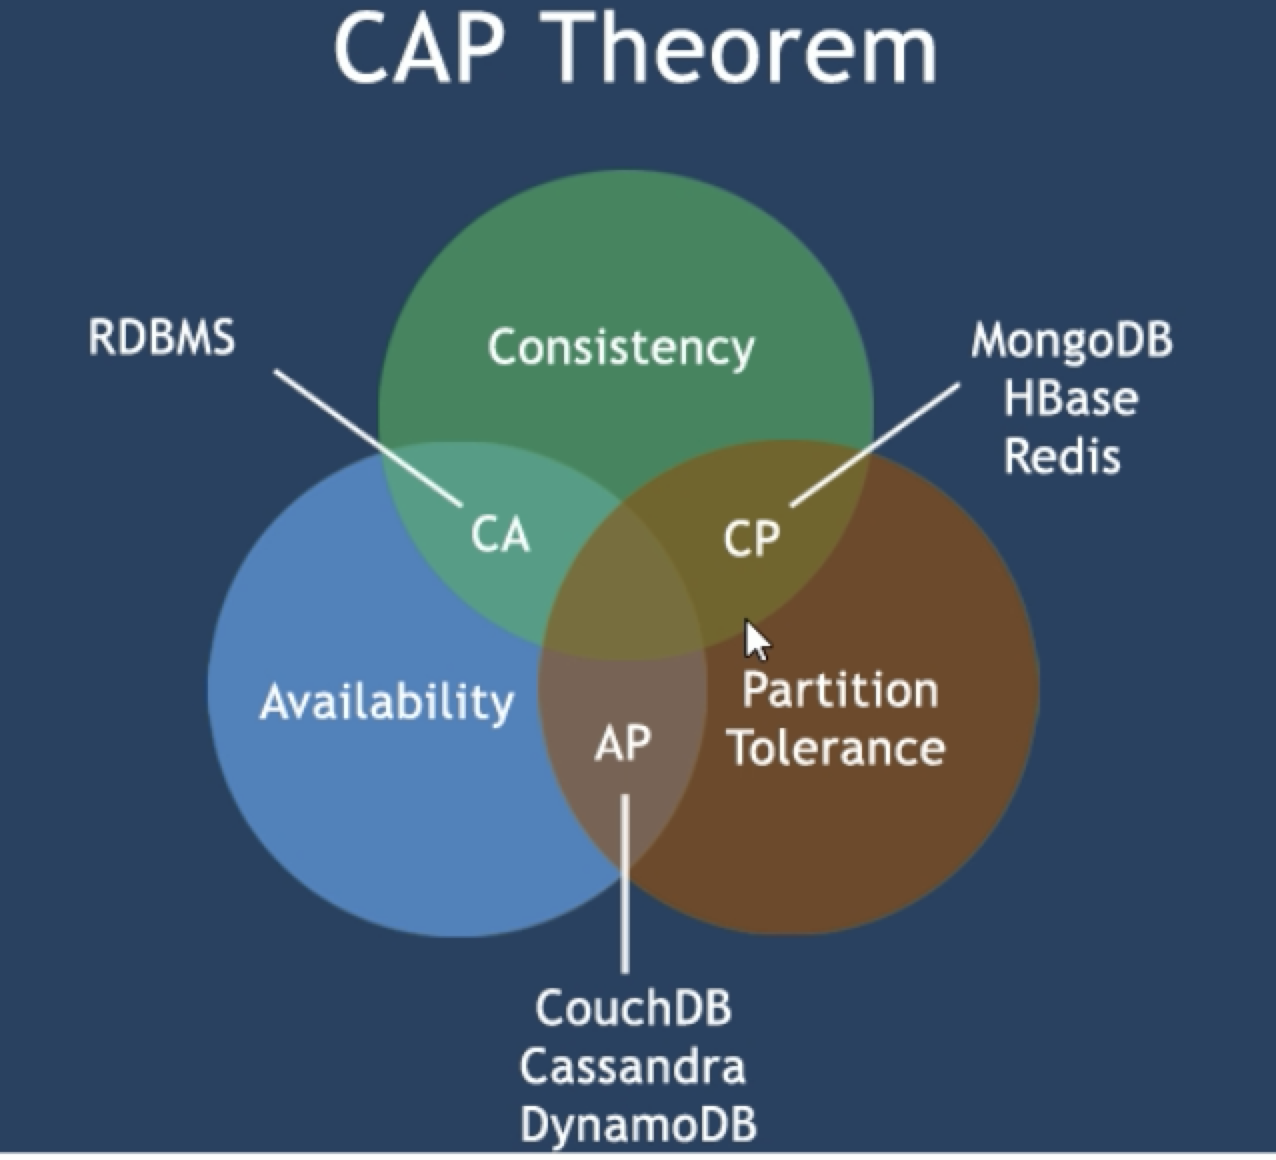 CAP Theorem
Consistency
RDBMS
MongoDB
HBase
Redis
CA
CP
Availability
Partition
Tolerance
AP
CouchDB
Cassandra
DynamoDB